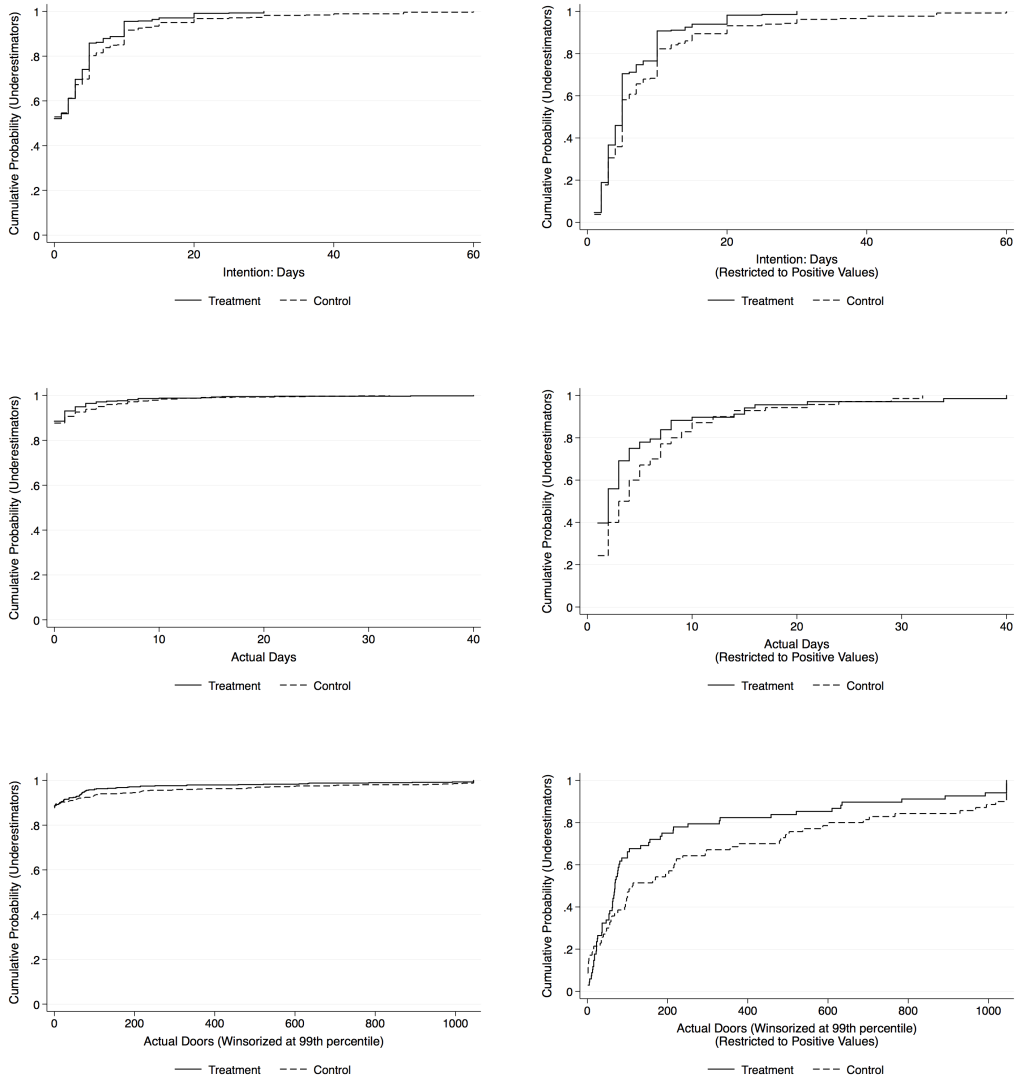 Cumulative Probability (Underestimators)
1
.8
.6
.4
.2
0
0 20 40 60
Intention: Days
Treatment Control
Cumulative Probability (Underestimators)
1
.8
.6
.4
.2
0
0 20 40 60
Intention: Days
(Restricted to Positive Values)
Treatment Control
Cumulative Probability (Underestimators)
1
.8
.6
.4
.2
0
0 10 20 30 40
Actual Days
Treatment Control
Cumulative Probability (Underestimators)
1
.8
.6
.4
.2
0
0 10 20 30 40
Actual Days
(Restricted to Positive Values)
Treatment Control
Cumulative Probability (Underestimators)
1
.8
.6
.4
.2
0
0 200 400 600 800 1000
Actual Doors (Winsorized at 99th percentile)
Treatment Control
Cumulative Probability (Underestimators)
1
.8
.6
.4
.2
0
0 200 400 600 800 1000
Actual Doors (Winsorized at 99th percentile)
(Restricted to Positive Values)
Treatment Control